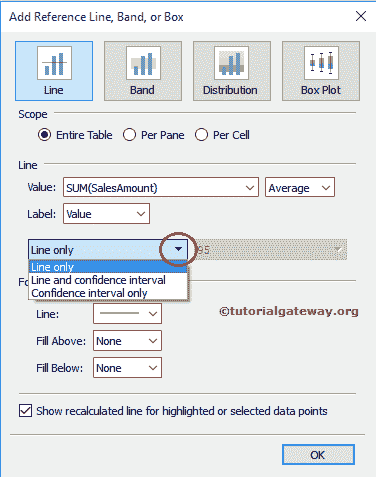 Add Reference Line, Band, or Box
Line Band Distribution Box Plot
Scope
Entire Table Per Pane Per Cell
Line
Value: SUM(SalesAmount) Average
Label: Value
Line only 95
Line only
Line and confidence interval
Confidence interval only
Fo
©tutorialgateway.org
Line:
Fill Above: None
Fill Below: None
Show recalculated line for highlighted or selected data points
OK